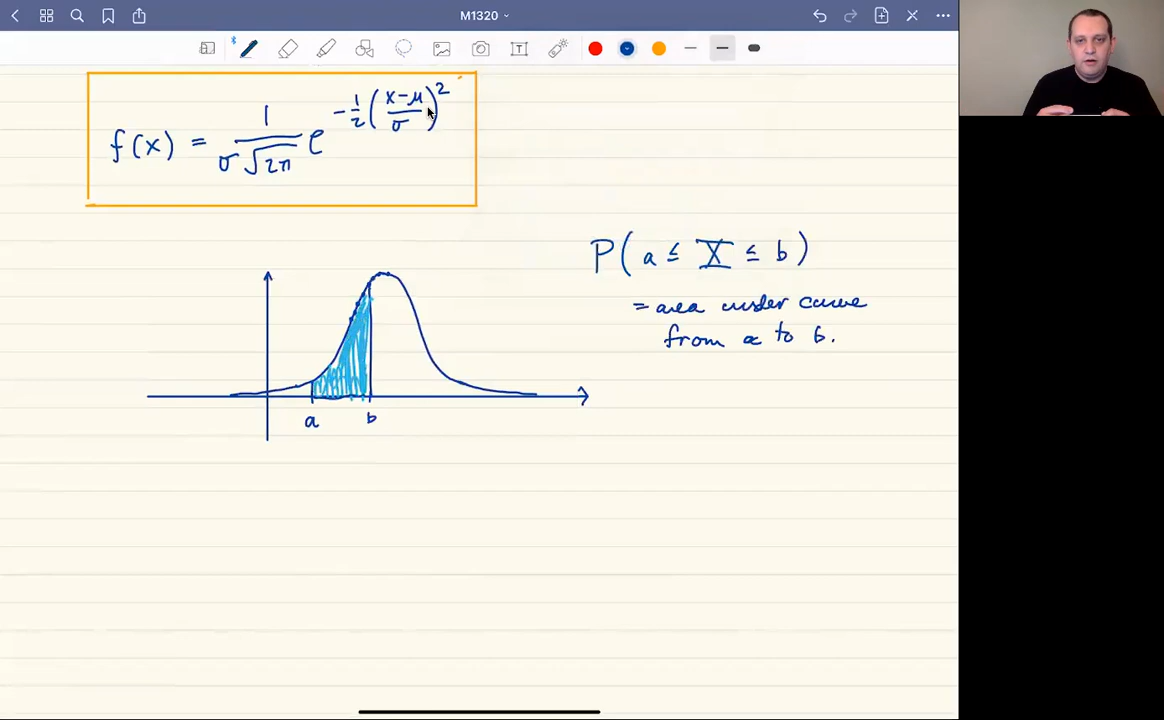 M1320
f(x) = 1/(σ√(2π)) e^(-1/2((x-μ)/σ)^2)
P(a ≤ X ≤ b)
= area under curve
from a to b.
a b